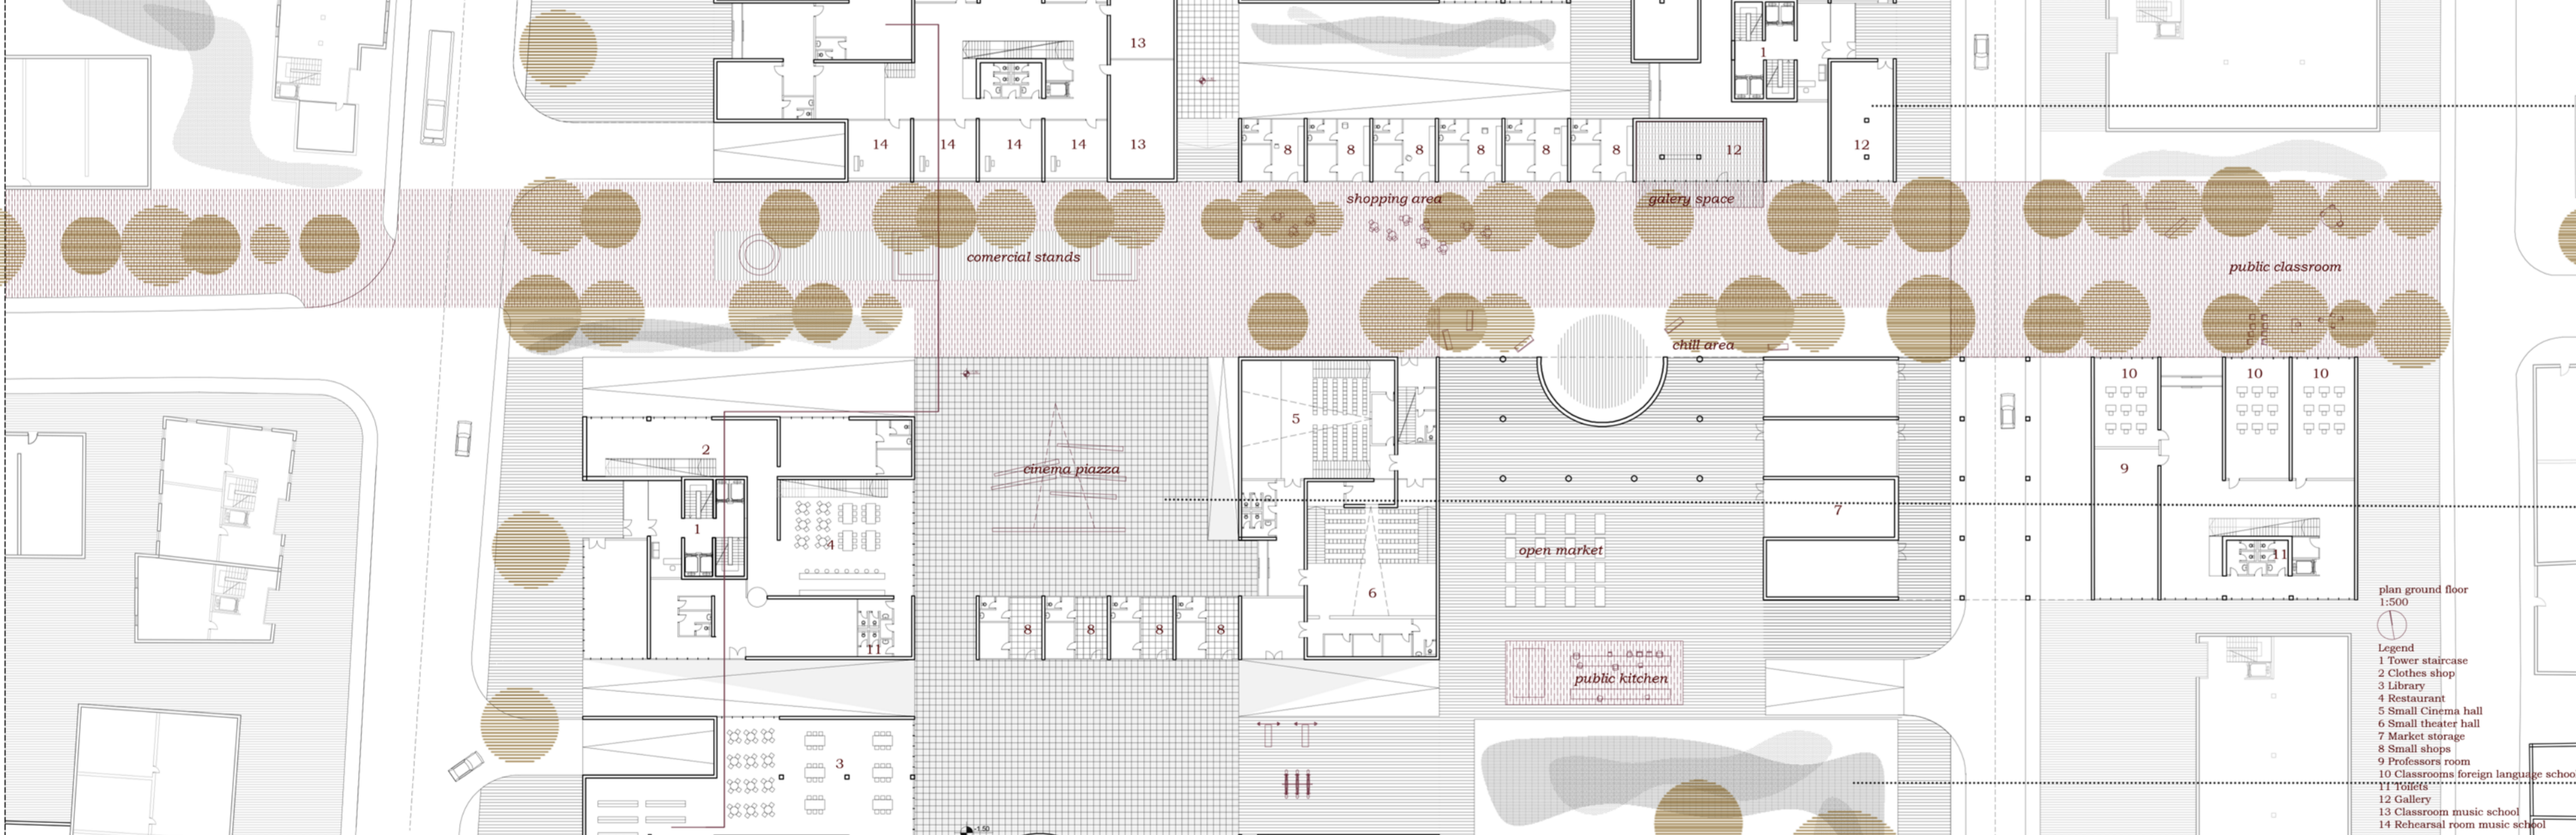 13
1
14
14
14
14
13
8
8
8
8
8
8
12
12
shopping area
galery space
comercial stands
public classroom
chill area
10
10
10
5
2
cinema piazza
9
7
1
4
open market
11
6
8
8
8
8
11
public kitchen
3
-1.50
plan ground floor
1:500
Legend
1 Tower staircase
2 Clothes shop
3 Library
4 Restaurant
5 Small Cinema hall
6 Small theater hall
7 Market storage
8 Small shops
9 Professors room
10 Classrooms foreign language schoo
11 Toilets
12 Gallery
13 Classroom music school
14 Rehearsal room music school